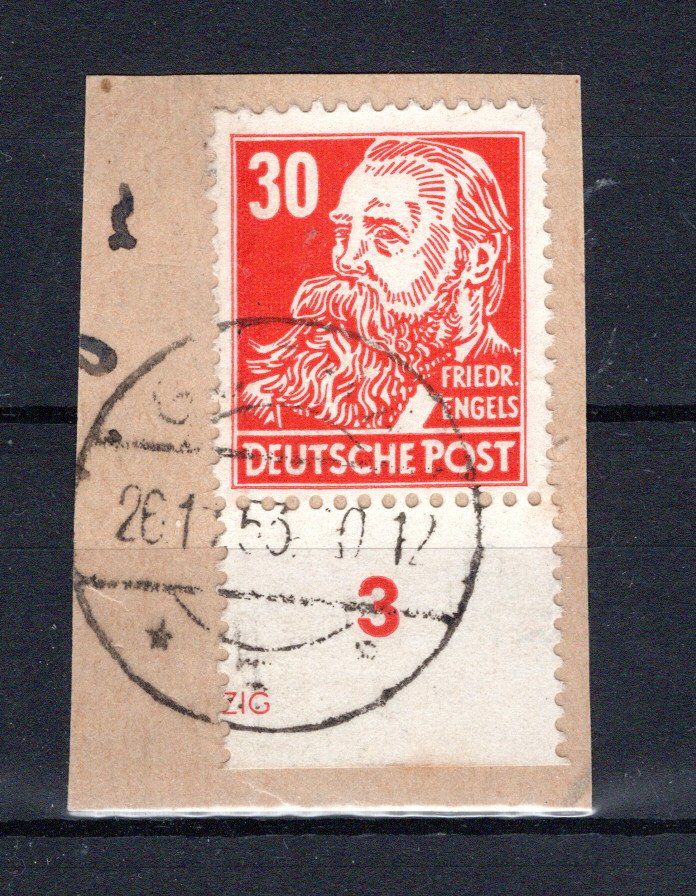 30
FRIEDR.
ENGELS
DEUTSCHE POST
3
ZIG